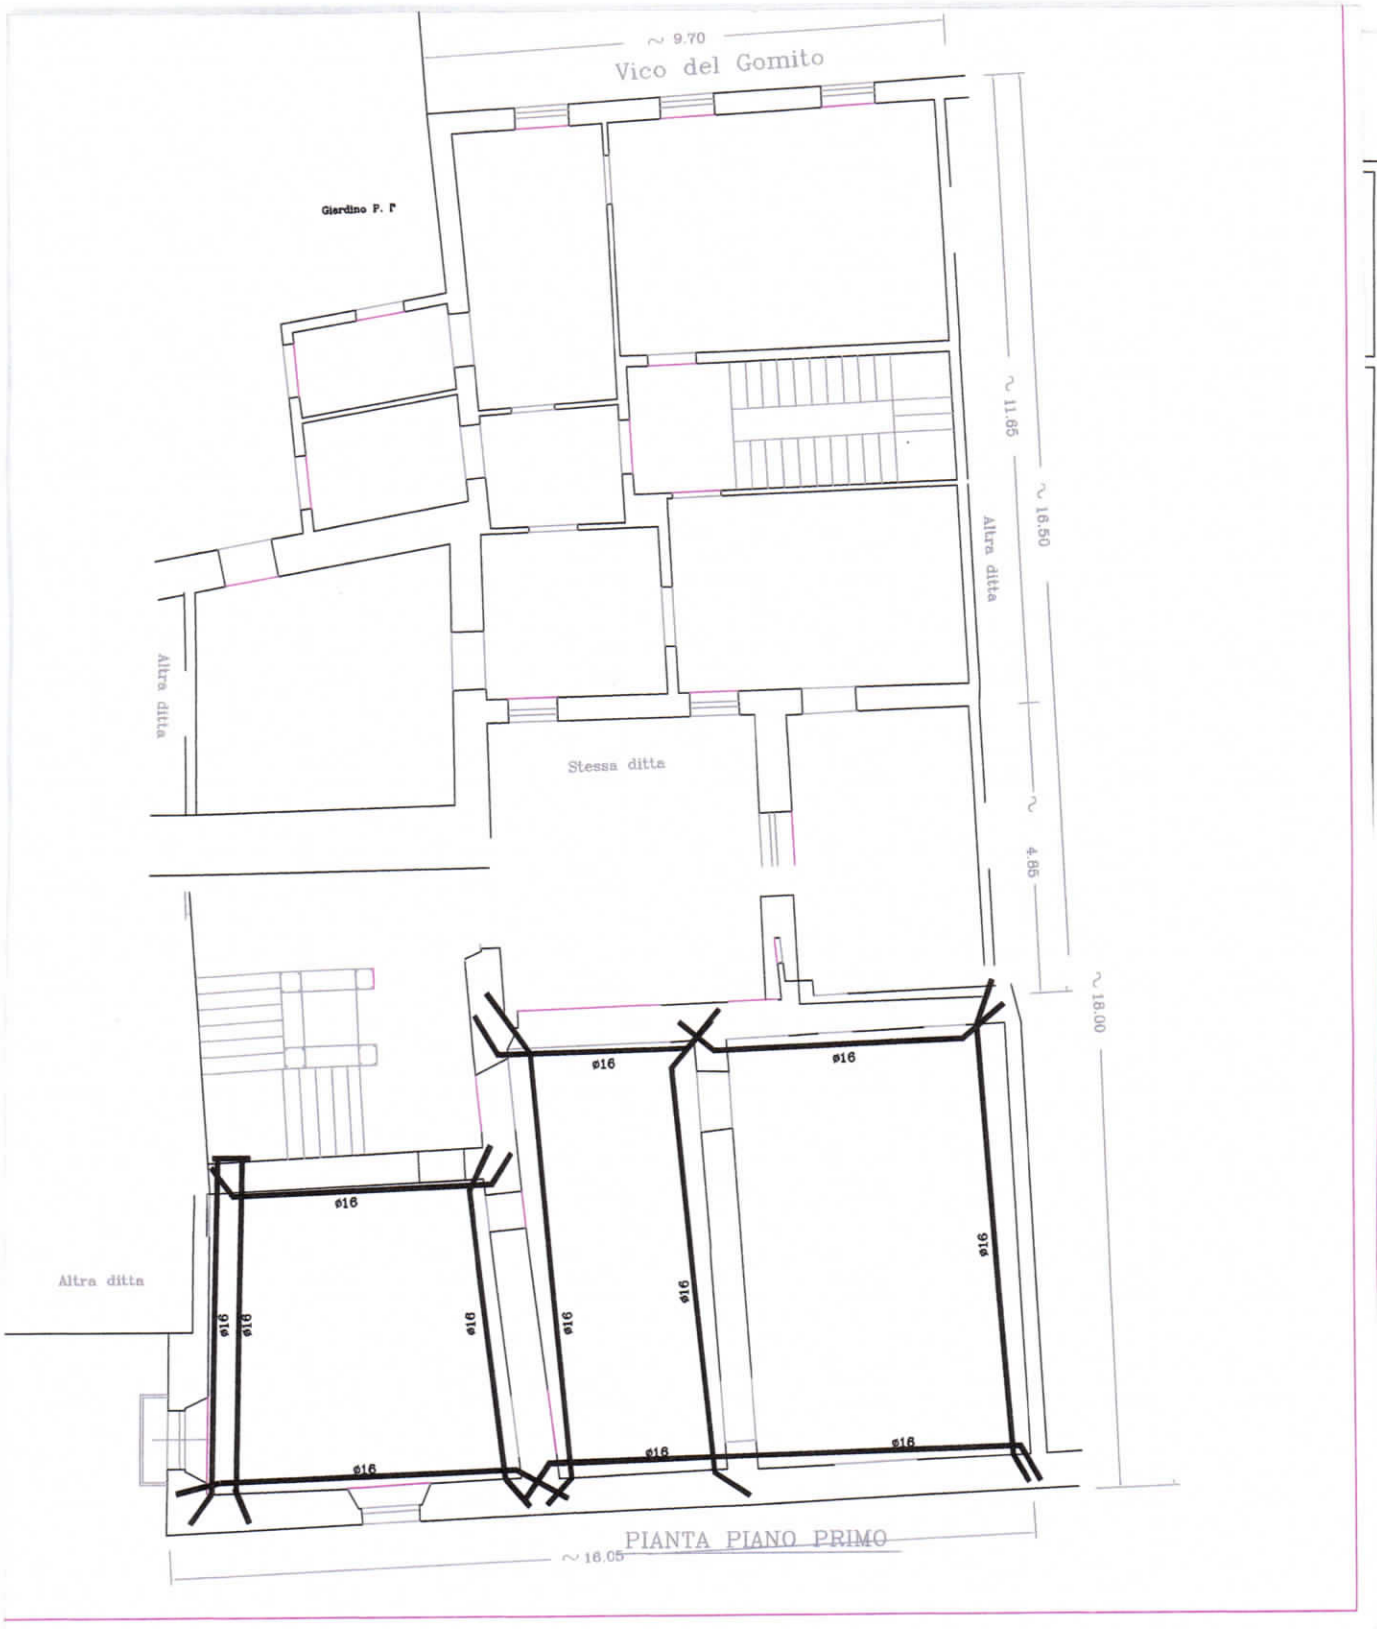 ~ 9.70
Vico del Gomito
Giardino P. I°
~ 11.65
~ 16.50
Altra ditta
Altra ditta
Stessa ditta
~ 4.85
~ 18.00
ø16
ø16
ø16
ø16
Altra ditta
ø16
ø16
ø16
ø16
ø16
ø16
ø16
ø16
PIANTA PIANO PRIMO
~ 16.05